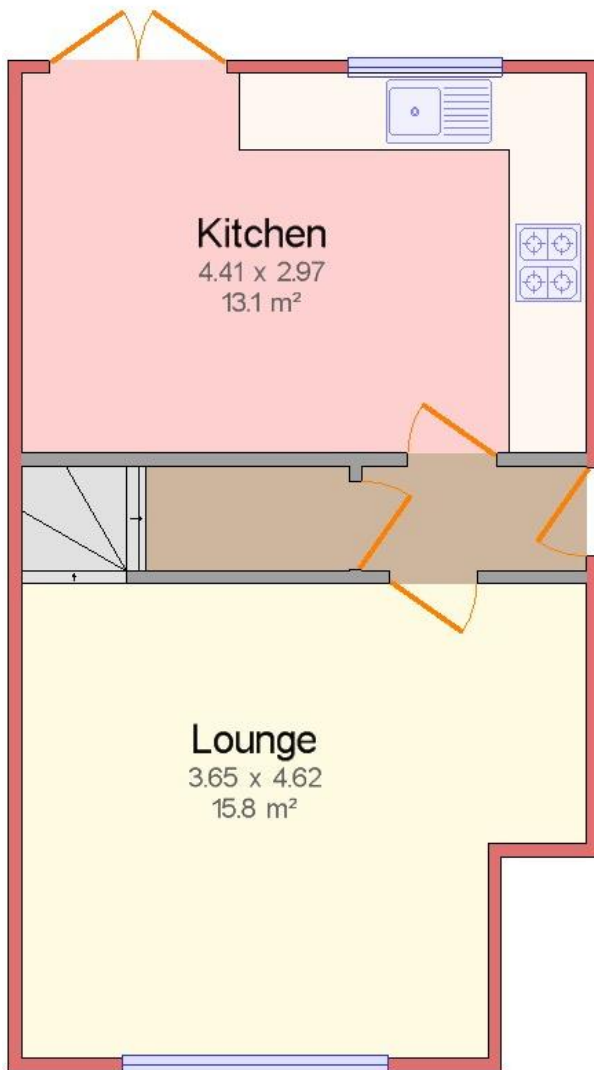 Kitchen
4.41 x 2.97
13.1 m²
Lounge
3.65 x 4.62
15.8 m²